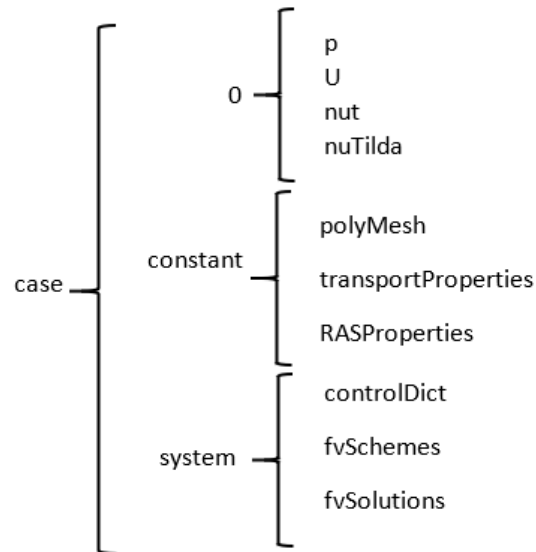 case
0
p
U
nut
nuTilda
constant
polyMesh
transportProperties
RASProperties
system
controlDict
fvSchemes
fvSolutions